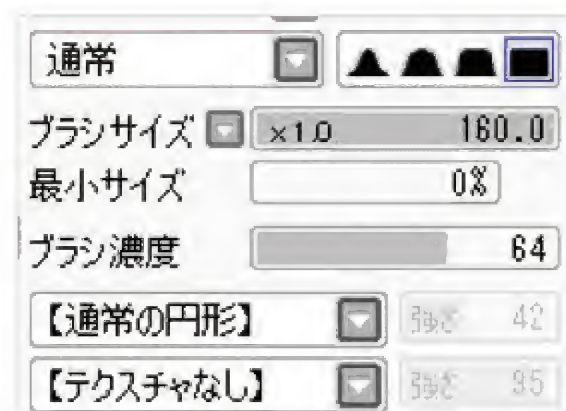 通常
ブラシサイズ ×1.0 160.0
最小サイズ 0%
ブラシ濃度 64
【通常の円形】 強さ 42
【テクスチャなし】 強さ 95